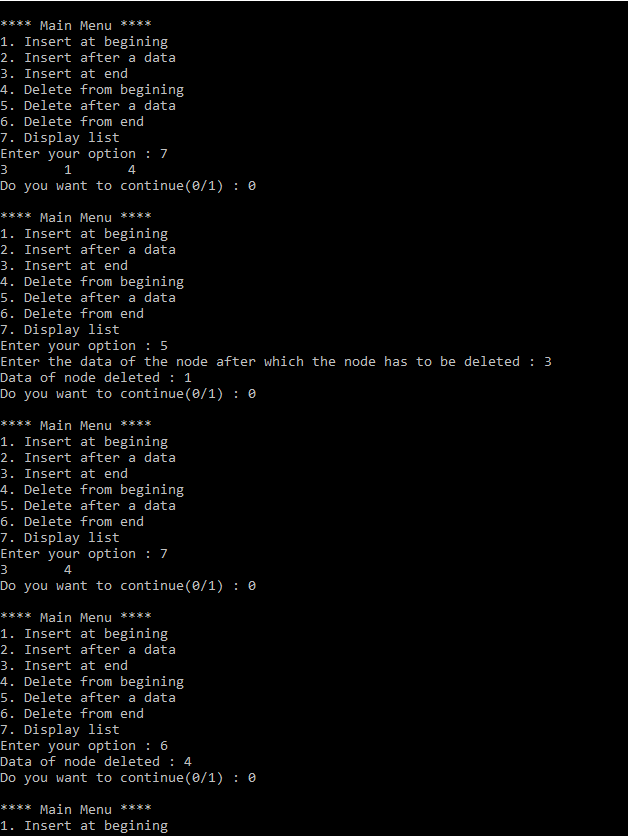 **** Main Menu ****
1. Insert at begining
2. Insert after a data
3. Insert at end
4. Delete from begining
5. Delete after a data
6. Delete from end
7. Display list
Enter your option : 7
3       1       4
Do you want to continue(0/1) : 0

**** Main Menu ****
1. Insert at begining
2. Insert after a data
3. Insert at end
4. Delete from begining
5. Delete after a data
6. Delete from end
7. Display list
Enter your option : 5
Enter the data of the node after which the node has to be deleted : 3
Data of node deleted : 1
Do you want to continue(0/1) : 0

**** Main Menu ****
1. Insert at begining
2. Insert after a data
3. Insert at end
4. Delete from begining
5. Delete after a data
6. Delete from end
7. Display list
Enter your option : 7
3       4
Do you want to continue(0/1) : 0

**** Main Menu ****
1. Insert at begining
2. Insert after a data
3. Insert at end
4. Delete from begining
5. Delete after a data
6. Delete from end
7. Display list
Enter your option : 6
Data of node deleted : 4
Do you want to continue(0/1) : 0

**** Main Menu ****
1. Insert at begining